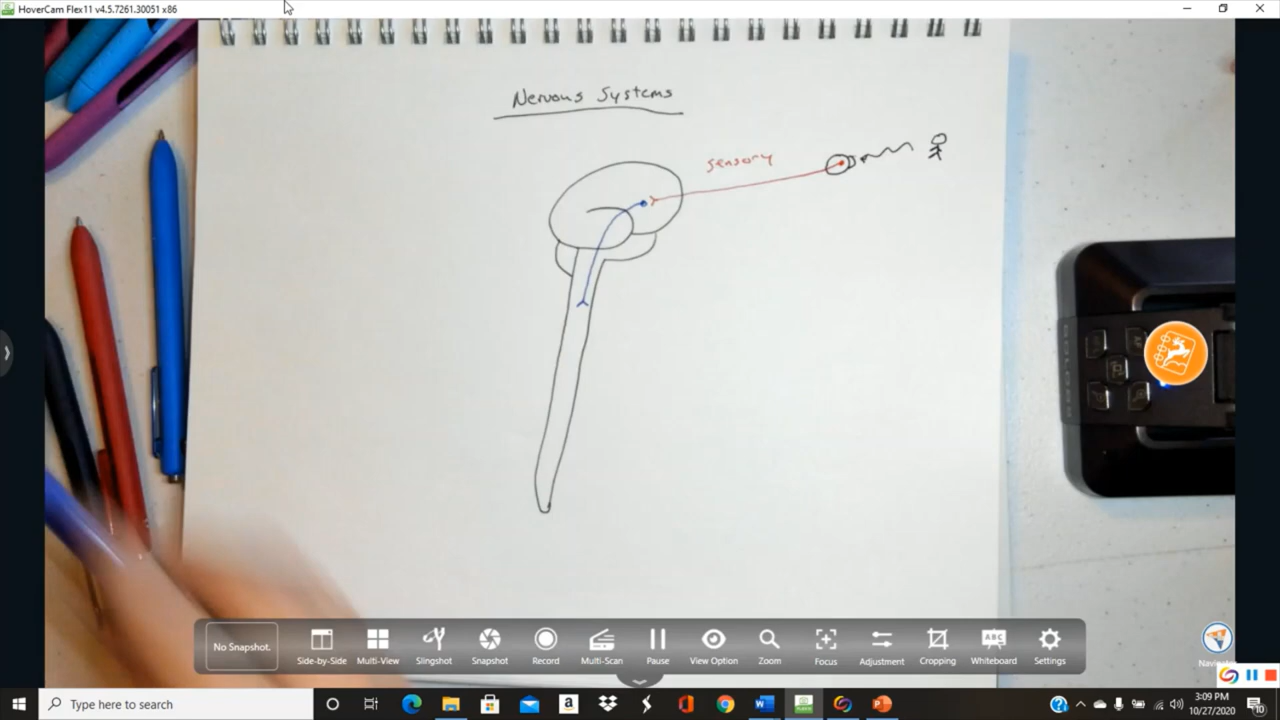 HoverCam Flex11 v4.5.7261.30051 x86
Nervous Systems
sensory
No Snapshot.
Side-by-Side
Multi-View
Slingshot
Snapshot
Record
Multi-Scan
Pause
View Option
Zoom
Focus
Adjustment
Cropping
ABC
Whiteboard
Settings
Type here to search
3:09 PM
10/27/2020
10